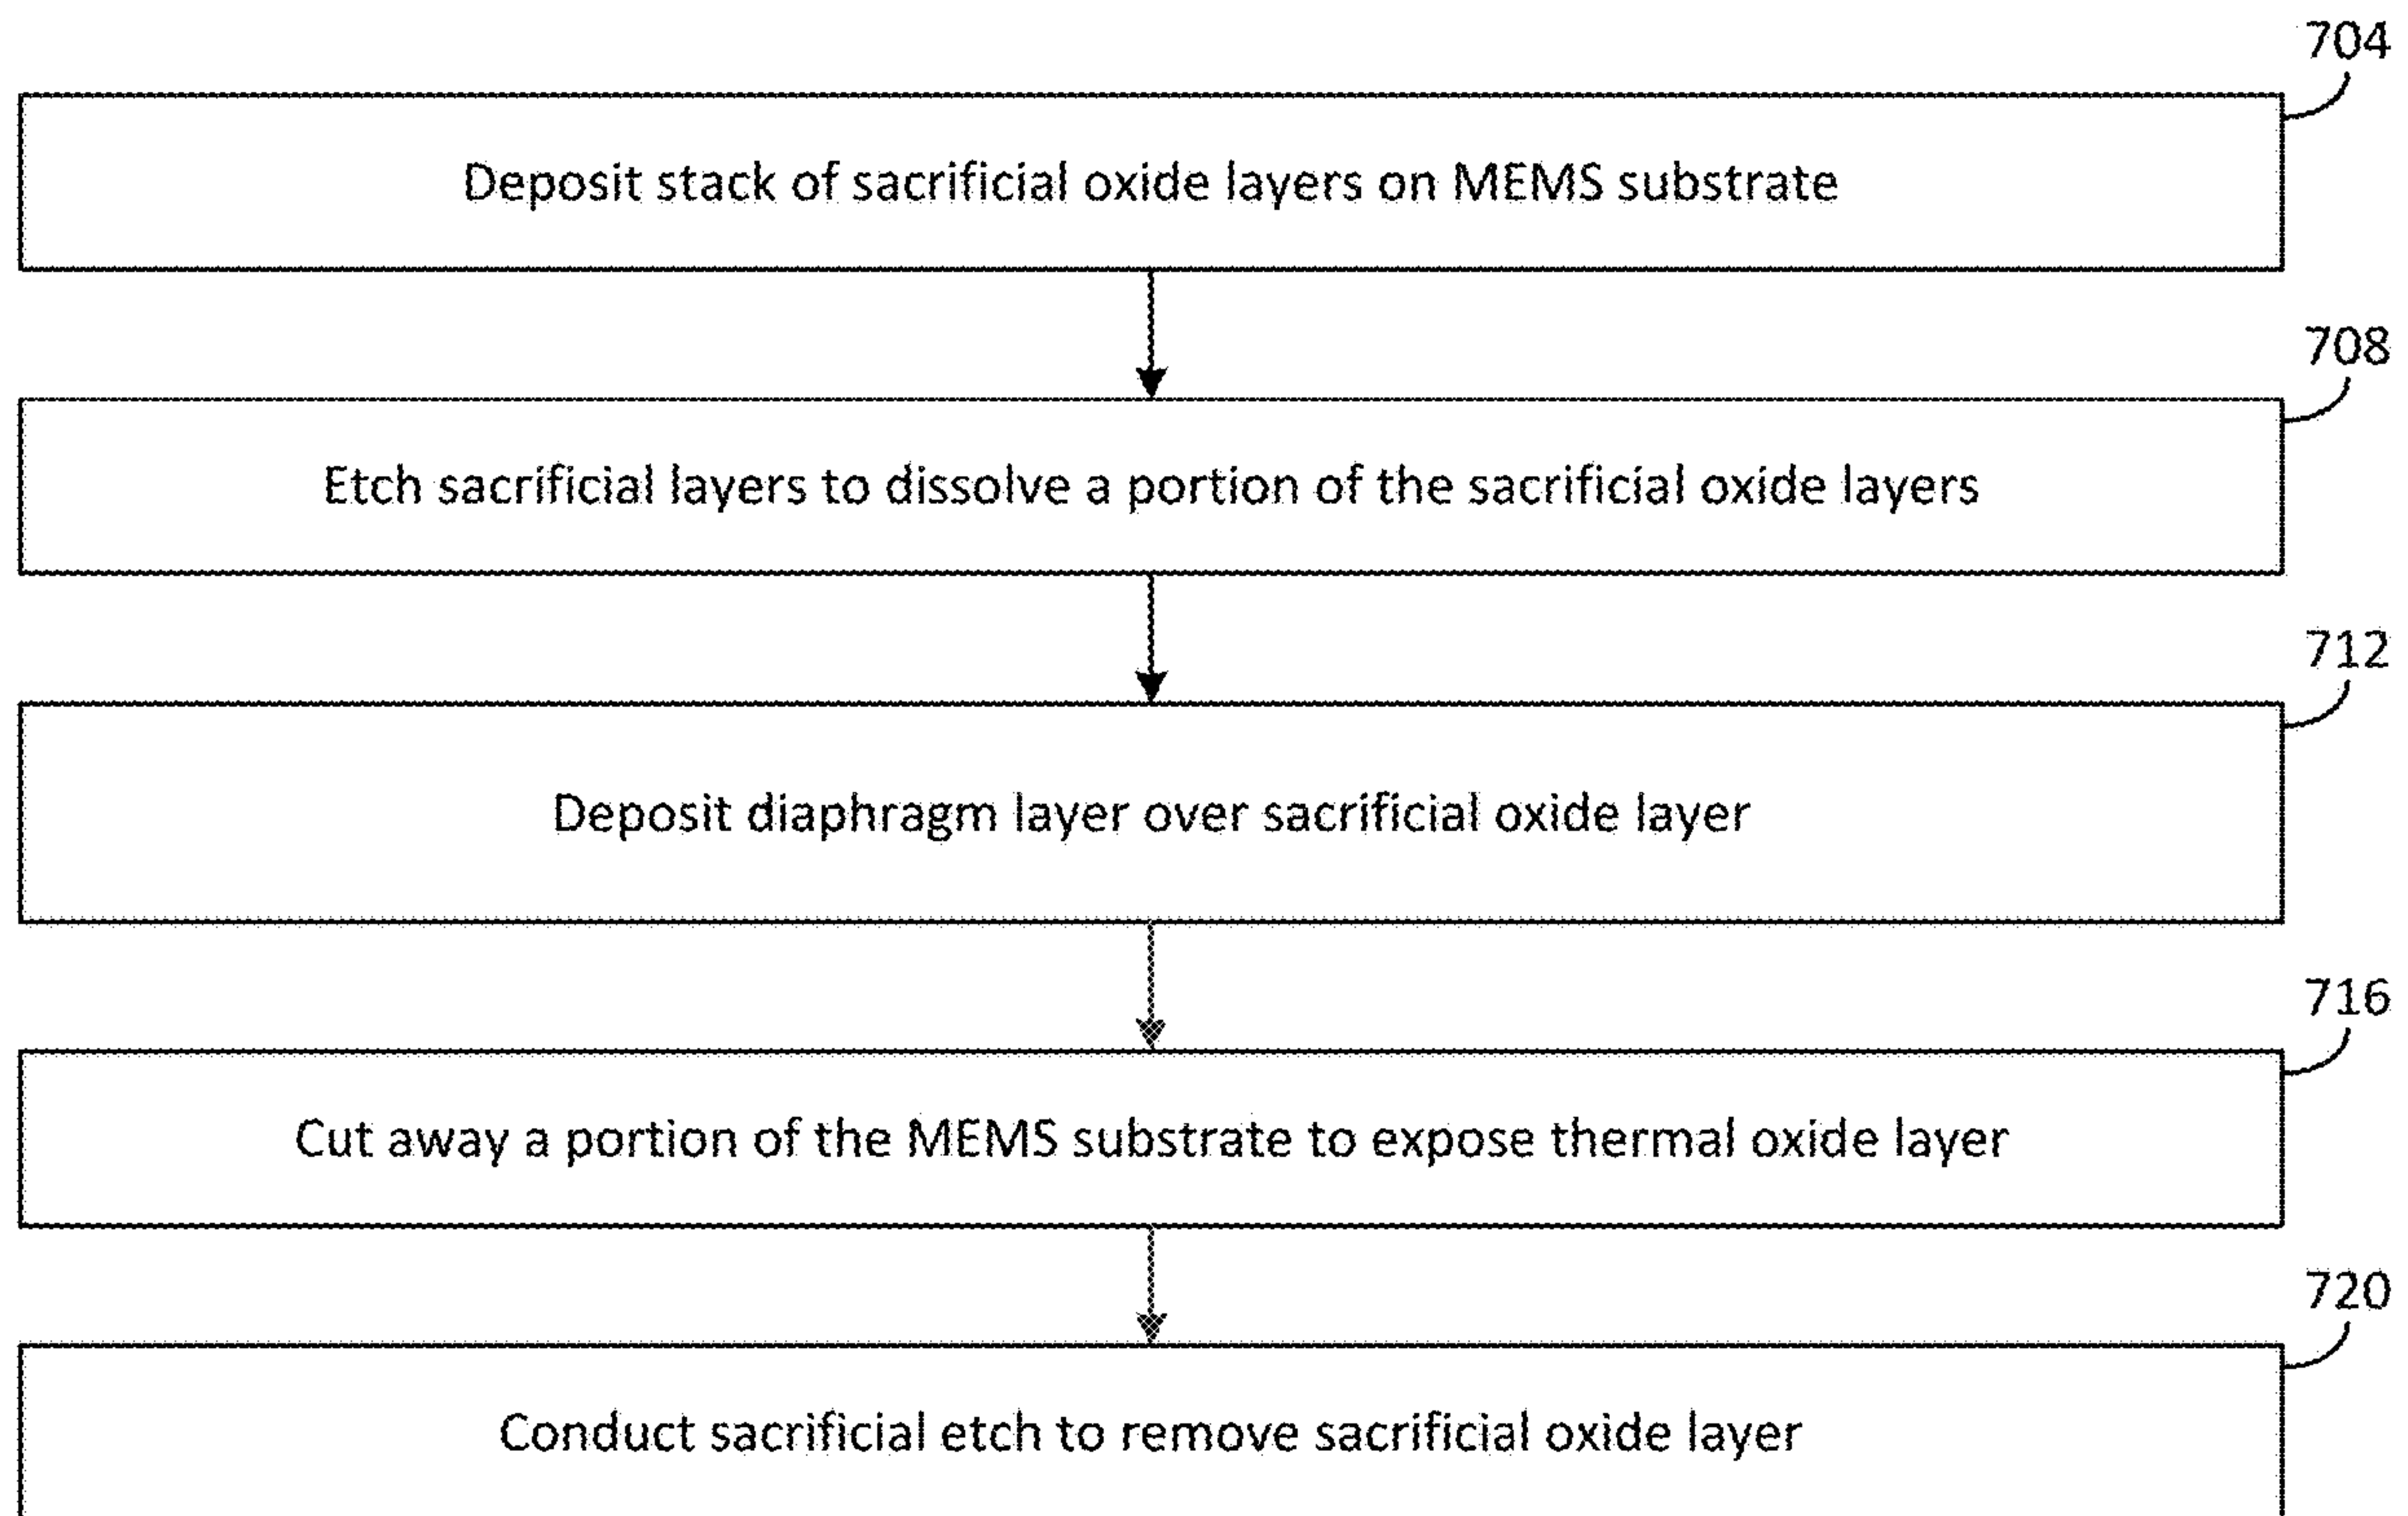 704
Deposit stack of sacrificial oxide layers on MEMS substrate
708
Etch sacrificial layers to dissolve a portion of the sacrificial oxide layers
712
Deposit diaphragm layer over sacrificial oxide layer
716
Cut away a portion of the MEMS substrate to expose thermal oxide layer
720
Conduct sacrificial etch to remove sacrificial oxide layer